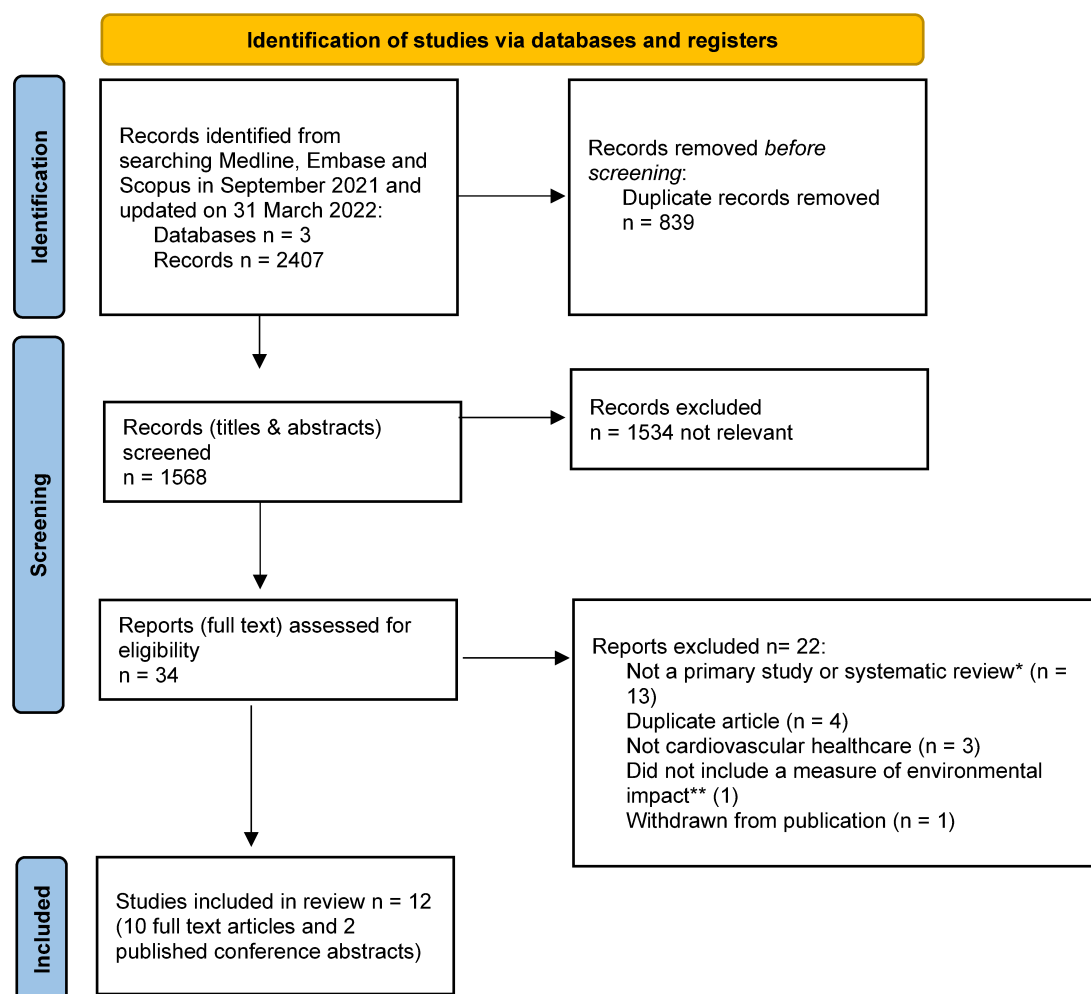 Identification of studies via databases and registers
Identification
Records identified from
searching Medline, Embase and
Scopus in September 2021 and
updated on 31 March 2022:
Databases n = 3
Records n = 2407
Records removed before
screening:
Duplicate records removed
n = 839
Screening
Records (titles & abstracts)
screened
n = 1568
Records excluded
n = 1534 not relevant
Reports (full text) assessed for
eligibility
n = 34
Reports excluded n= 22:
Not a primary study or systematic review* (n =
13)
Duplicate article (n = 4)
Not cardiovascular healthcare (n = 3)
Did not include a measure of environmental
impact** (1)
Withdrawn from publication (n = 1)
Included
Studies included in review n = 12
(10 full text articles and 2
published conference abstracts)